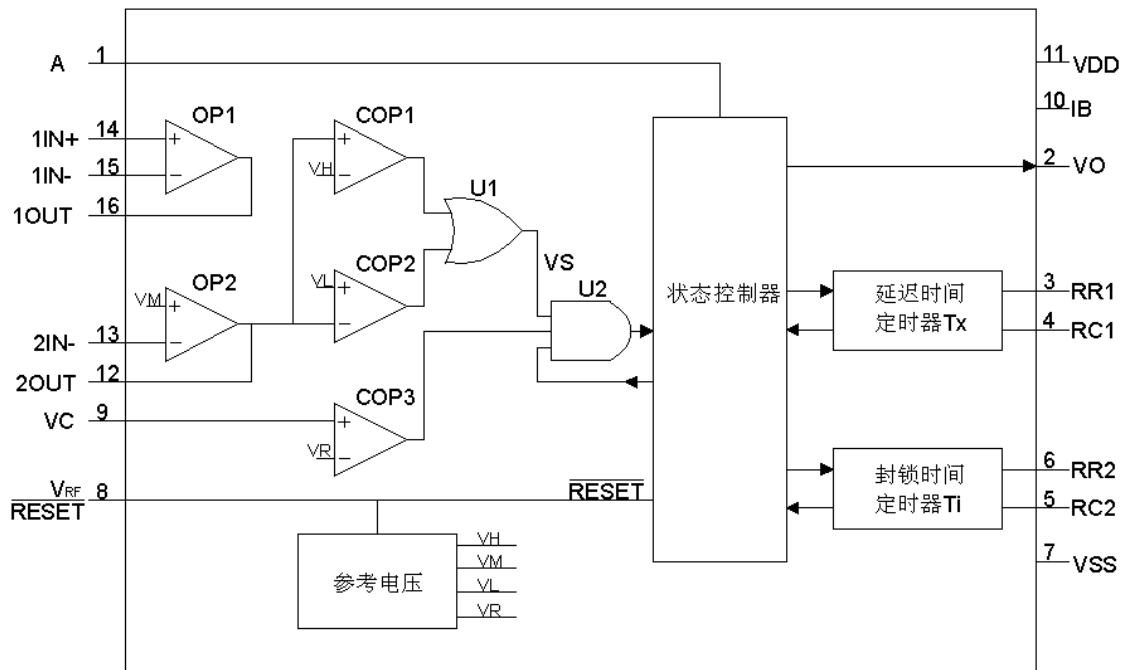 A 1
11 VDD
10 IB
OP1
COP1
1IN+ 14
+
+
1IN- 15
−
VH −
2 VO
1OUT 16
U1
VS
OP2
COP2
VL +
U2
VM +
−
2IN- 13
−
2OUT 12
状态控制器
延迟时间
定时器Tx
3 RR1
4 RC1
COP3
VC 9
+
VR −
VRF
RESET
8
RESET
封锁时间
定时器Ti
6 RR2
5 RC2
7 VSS
参考电压
VH
VM
VL
VR